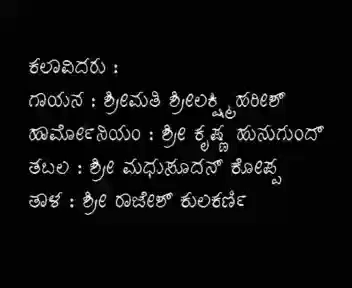 ಕಲಾವಿದರು :
ಗಾಯನ : ಶ್ರೀಮತಿ ಶ್ರೀಲಕ್ಷ್ಮಿ ಹರೀಶ್
ಹಾರ್ಮೋನಿಯಂ : ಶ್ರೀ ಕೃಷ್ಣ ಹುನುಗುಂದ್
ತಬಲ : ಶ್ರೀ ಮಧುಸೂದನ್ ಕೋಪ್ಪ
ತಾಳ : ಶ್ರೀ ರಾಜೇಶ್ ಕುಲಕರ್ಣಿ